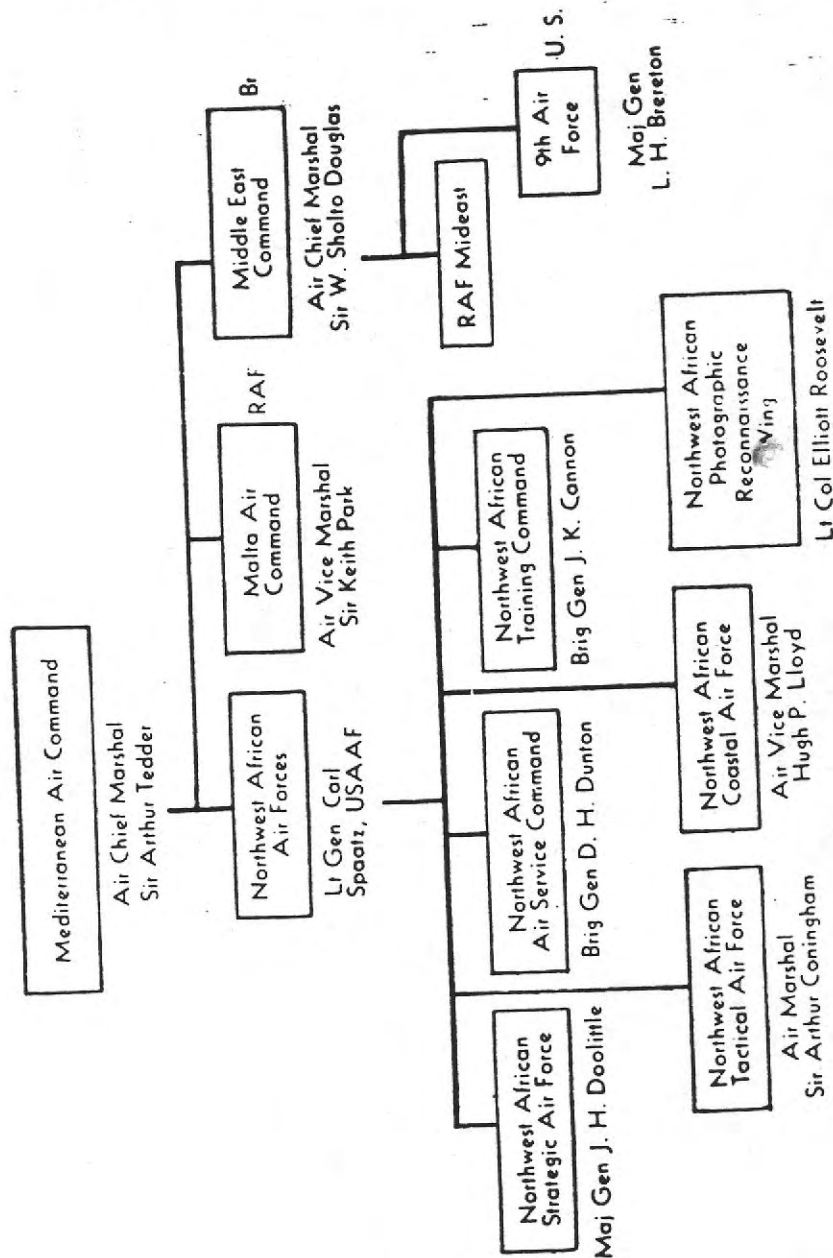 Mediterranean Air Command
Air Chief Marshal
Sir Arthur Tedder
Northwest African
Air Forces
Lt Gen Carl
Spaatz, USAAF
Malta Air
Command
RAF
Air Vice Marshal
Sir Keith Park
Middle East
Command
Br
Air Chief Marshal
Sir W. Sholto Douglas
RAF Mideast
9th Air
Force
U. S.
Maj Gen
L. H. Brereton
Northwest African
Strategic Air Force
Maj Gen J. H. Doolittle
Northwest African
Air Service Command
Brig Gen D. H. Dunton
Northwest African
Training Command
Brig Gen J. K. Cannon
Northwest African
Tactical Air Force
Air Marshal
Sir Arthur Coningham
Northwest African
Coastal Air Force
Air Vice Marshal
Hugh P. Lloyd
Northwest African
Photographic
Reconnaissance
Wing
Lt Col Elliott Roosevelt